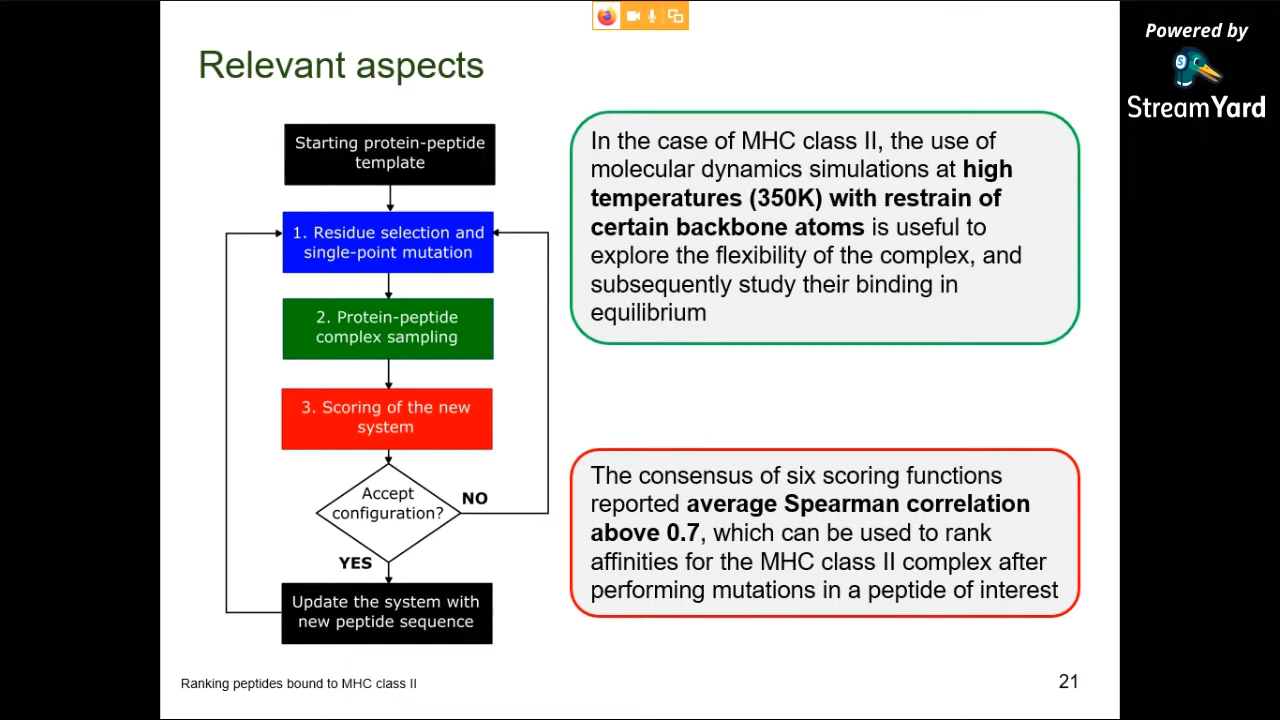 Powered by
StreamYard
Relevant aspects
Starting protein-peptide
template
1. Residue selection and
single-point mutation
2. Protein-peptide
complex sampling
3. Scoring of the new
system
Accept
configuration?
NO
YES
Update the system with
new peptide sequence
In the case of MHC class II, the use of
molecular dynamics simulations at high
temperatures (350K) with restrain of
certain backbone atoms is useful to
explore the flexibility of the complex, and
subsequently study their binding in
equilibrium
The consensus of six scoring functions
reported average Spearman correlation
above 0.7, which can be used to rank
affinities for the MHC class II complex after
performing mutations in a peptide of interest
Ranking peptides bound to MHC class II
21